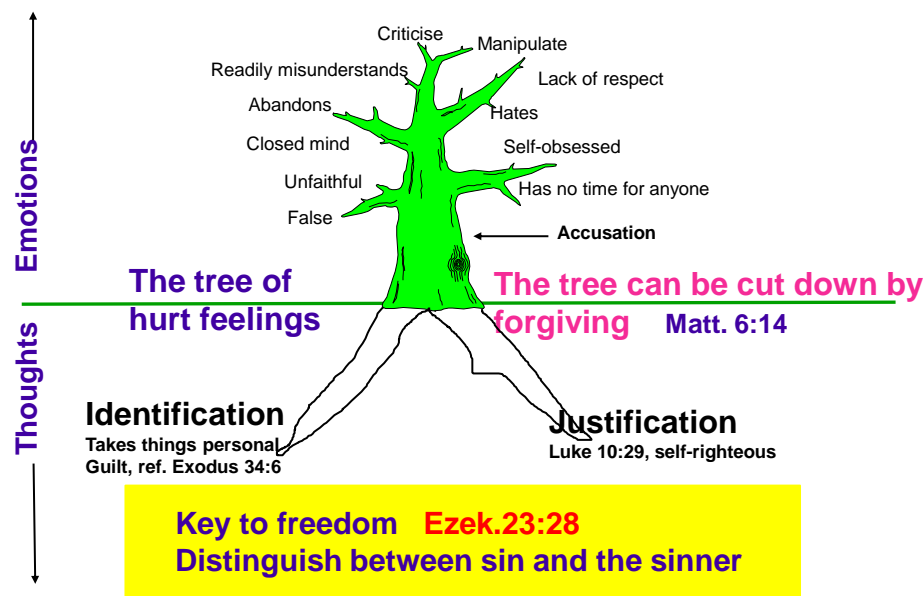 Criticise
Manipulate
Readily misunderstands
Lack of respect
Abandons
Hates
Closed mind
Self-obsessed
Unfaithful
Has no time for anyone
False
Accusation
Emotions
The tree of
hurt feelings
The tree can be cut down by
forgiving Matt. 6:14
Thoughts
Identification
Takes things personal
Guilt, ref. Exodus 34:6
Justification
Luke 10:29, self-righteous
Key to freedom Ezek.23:28
Distinguish between sin and the sinner